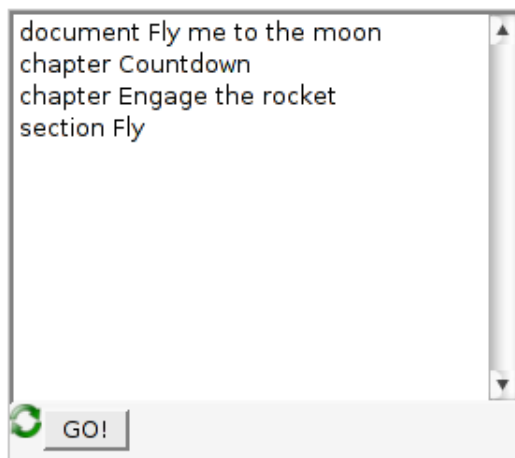 document Fly me to the moon
chapter Countdown
chapter Engage the rocket
section Fly
GO!